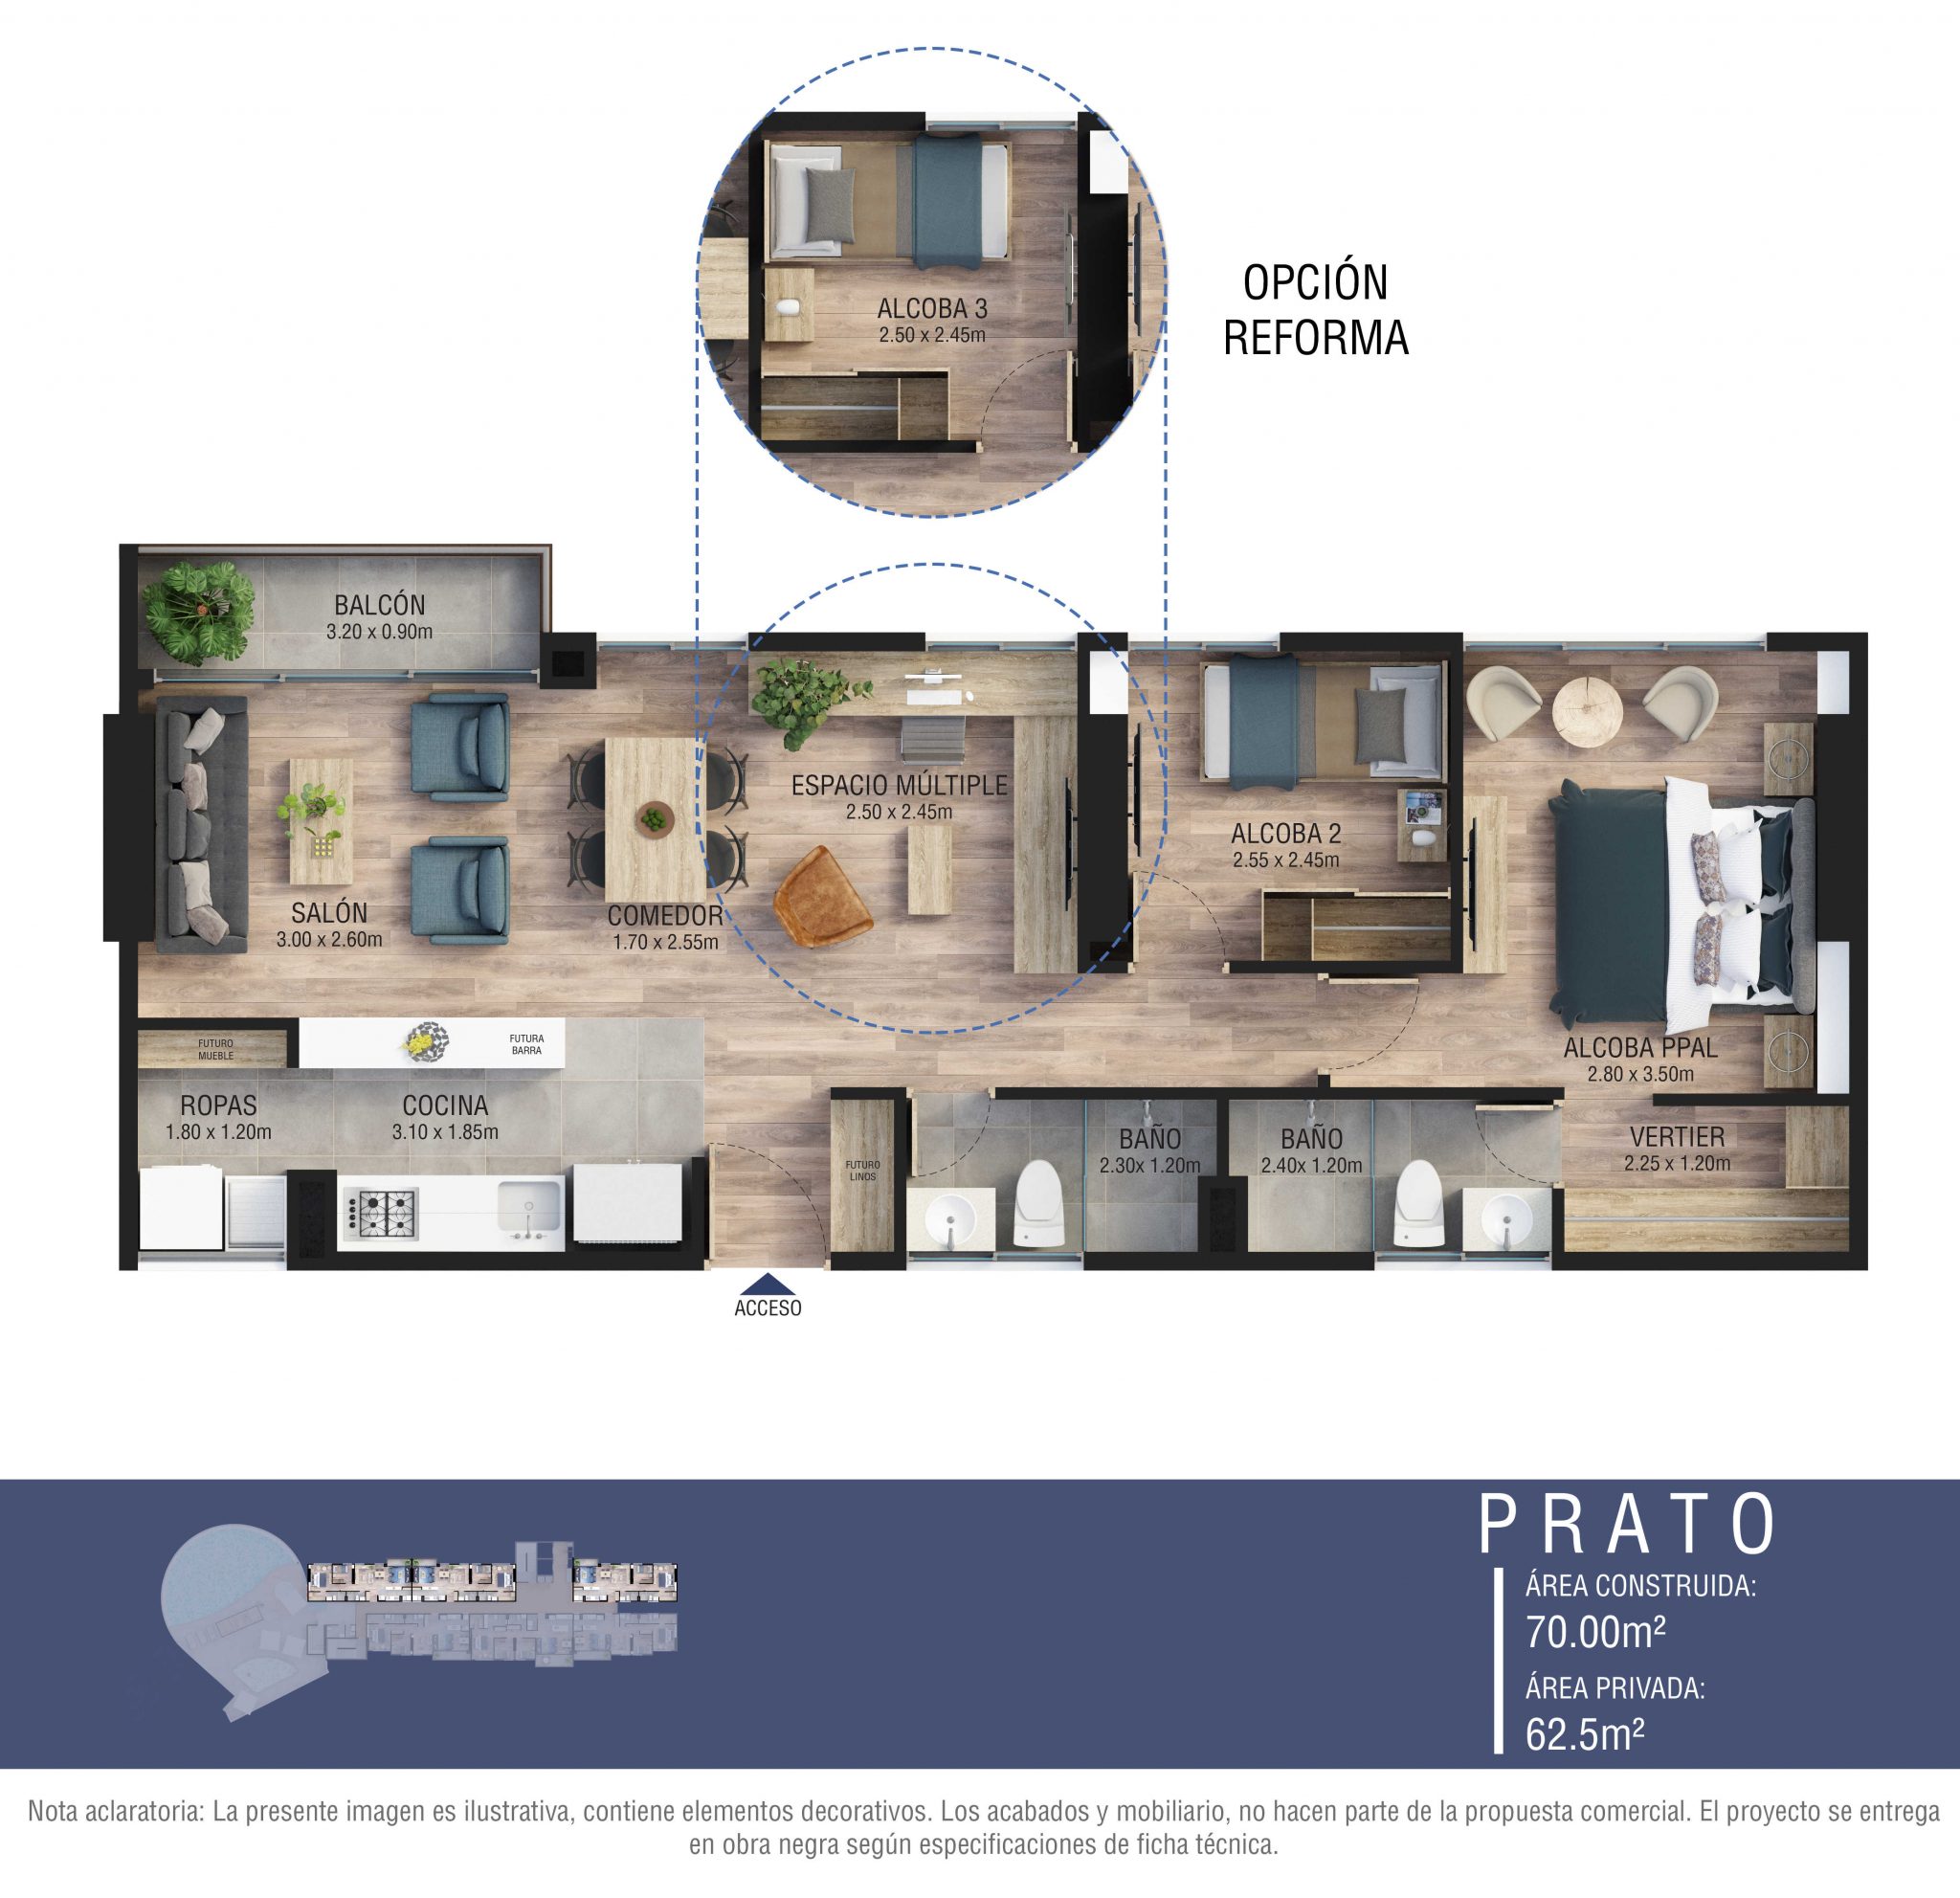 OPCIÓN
REFORMA
ALCOBA 3
2.50 x 2.45m
BALCÓN
3.20 x 0.90m
ESPACIO MÚLTIPLE
2.50 x 2.45m
ALCOBA 2
2.55 x 2.45m
SALÓN
3.00 x 2.60m
COMEDOR
1.70 x 2.55m
FUTURO
MUEBLE
FUTURA
BARRA
ALCOBA PPAL
2.80 x 3.50m
ROPAS
1.80 x 1.20m
COCINA
3.10 x 1.85m
FUTURO
LINOS
BAÑO
2.30x 1.20m
BAÑO
2.40x 1.20m
VERTIER
2.25 x 1.20m
ACCESO
PRATO
ÁREA CONSTRUIDA:
70.00m²
ÁREA PRIVADA:
62.5m²
Nota aclaratoria: La presente imagen es ilustrativa, contiene elementos decorativos. Los acabados y mobiliario, no hacen parte de la propuesta comercial. El proyecto se entrega
en obra negra según especificaciones de ficha técnica.